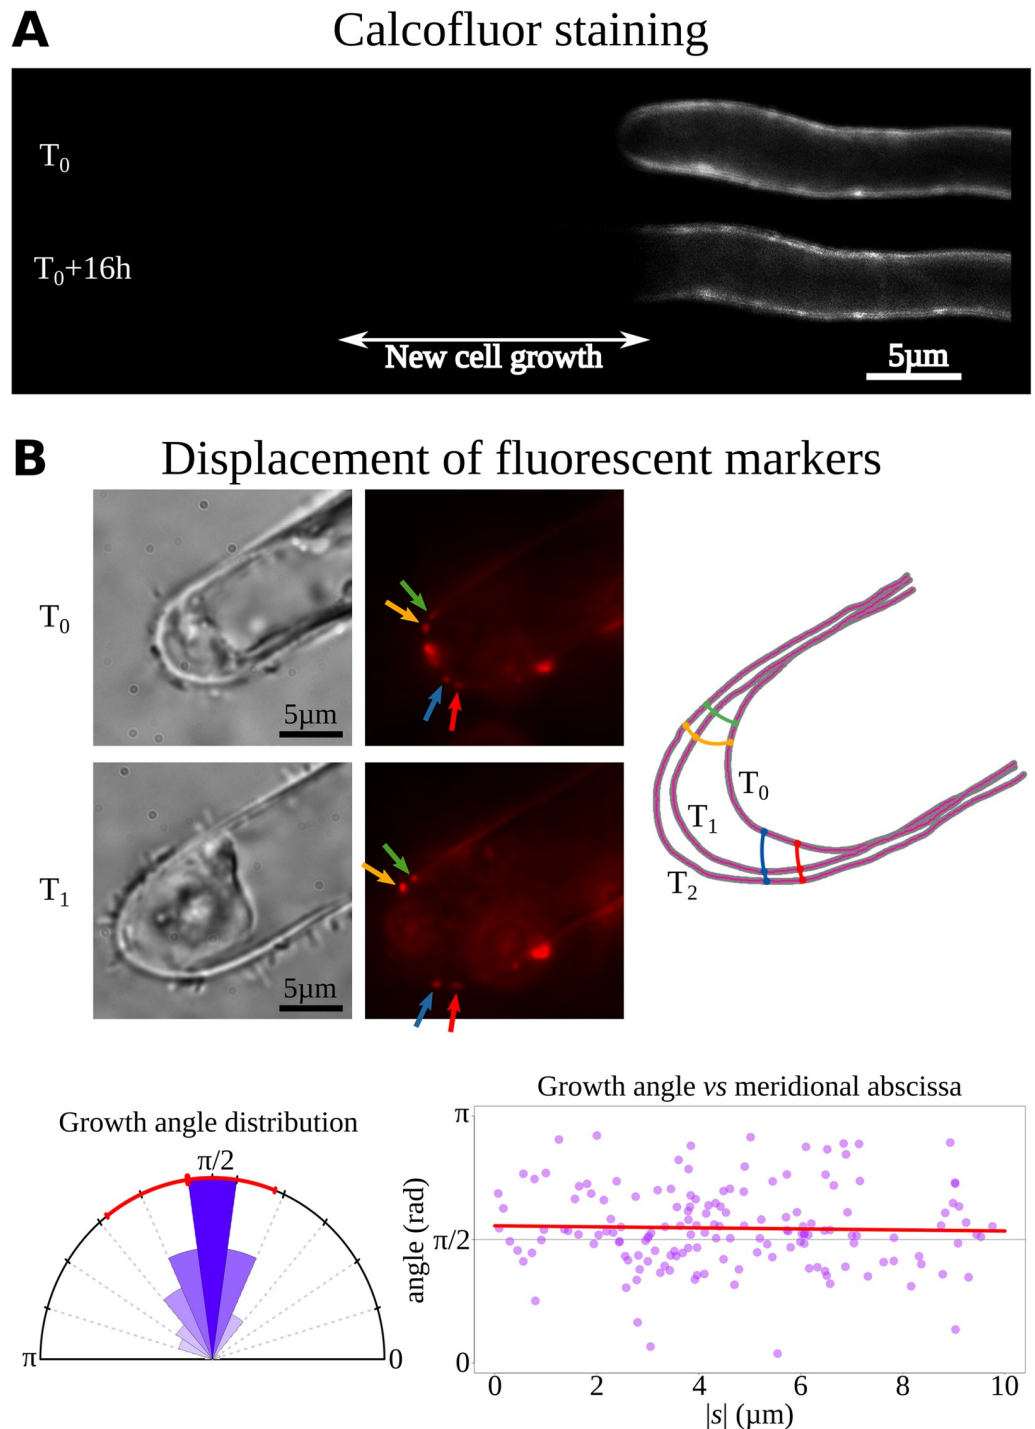 A
Calcofluor staining
T0
T0+16h
New cell growth
5µm
B
Displacement of fluorescent markers
T0
5µm
T1
5µm
T0
T1
T2
Growth angle distribution
π/2
π
0
Growth angle vs meridional abscissa
angle (rad)
π
π/2
0
0 2 4 6 8 10
|s| (µm)